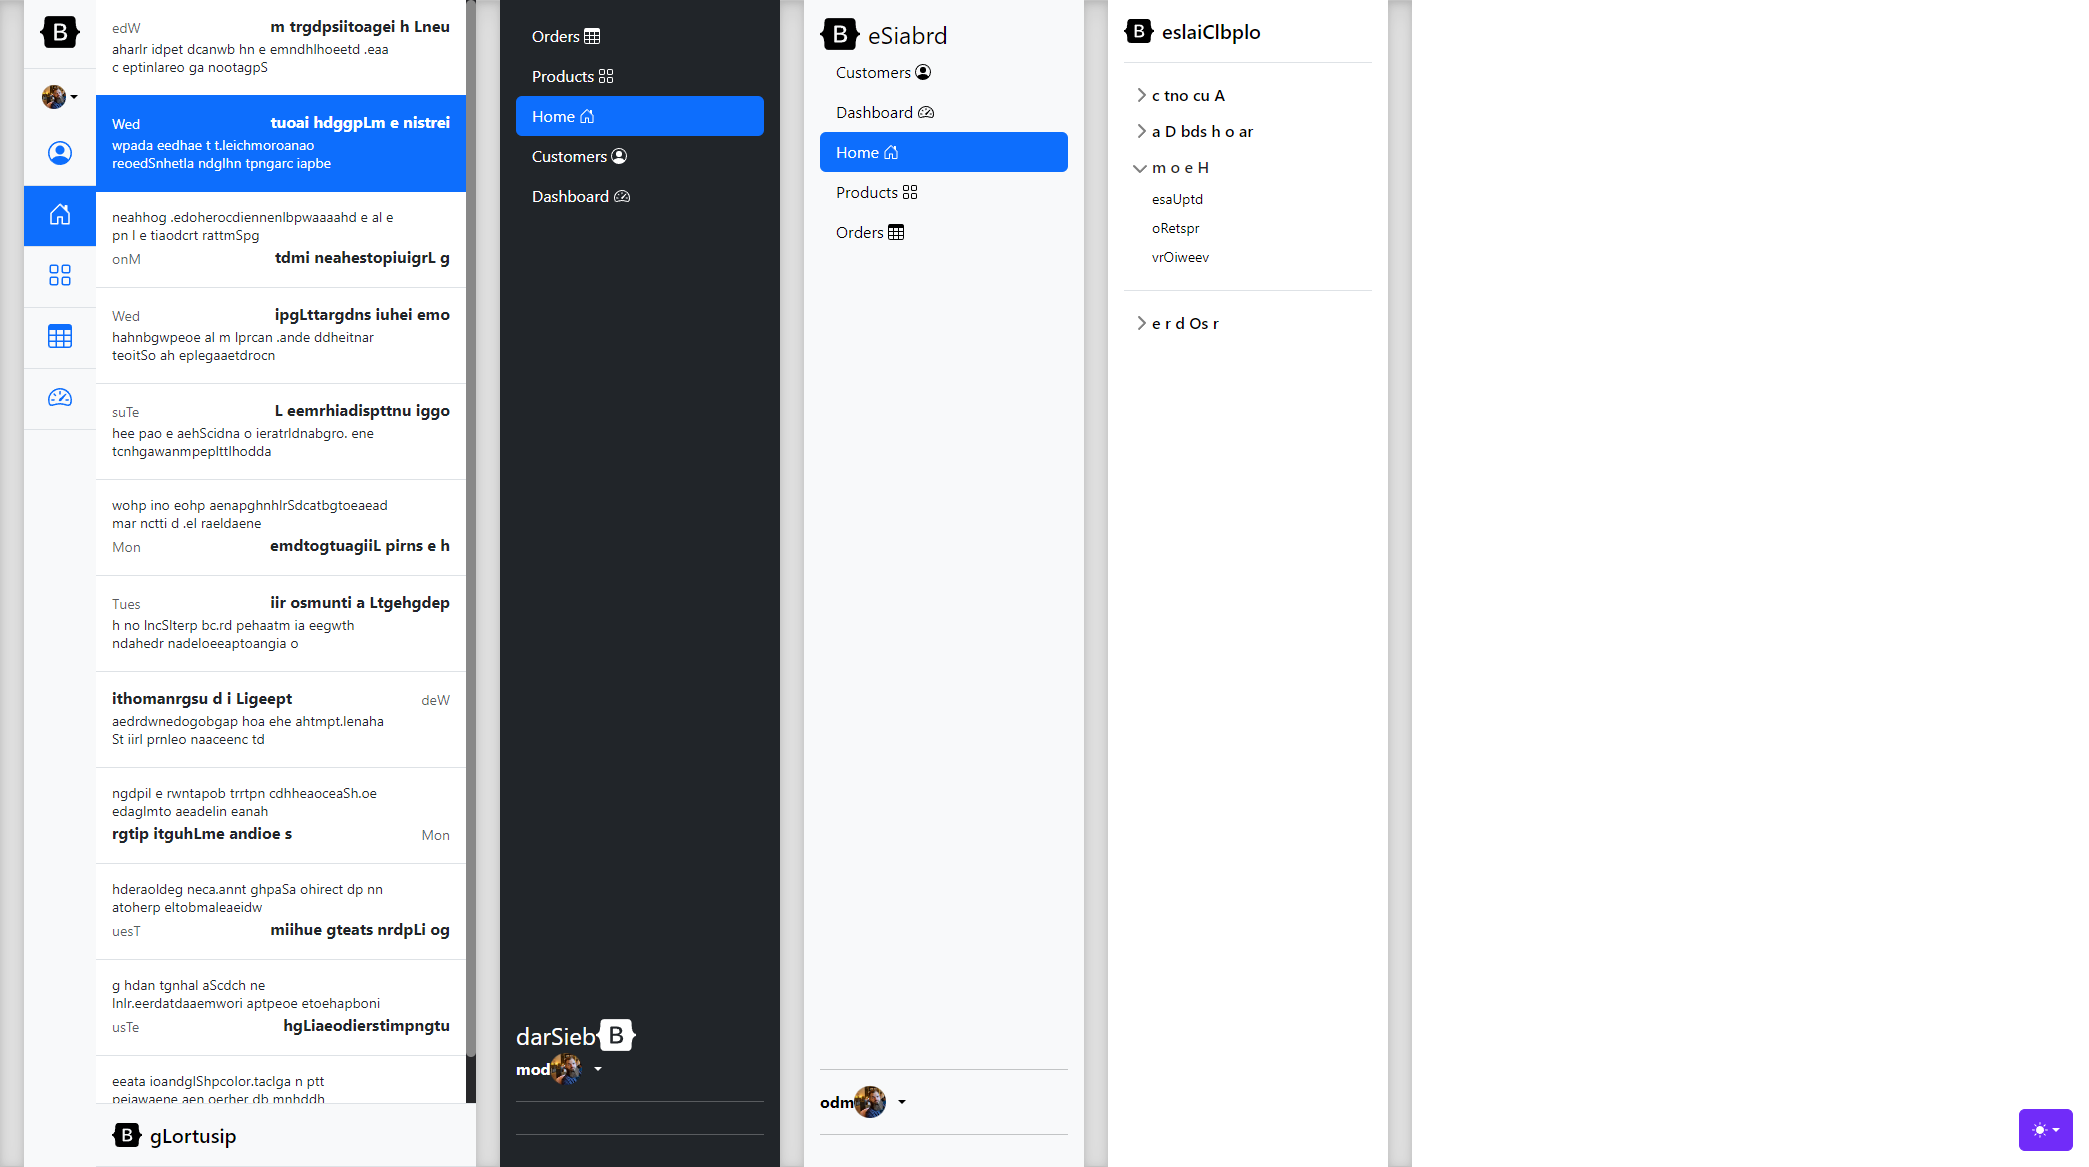 edW
m trgdpsiitoagei h Lneu
aharlr idpet dcanwb hn e emndhlhoeetd .eaa
c eptinlareo ga nootagpS
Wed
tuoai hdggpLm e nistrei
wpada eedhae t t.leichmoroanao
reoedSnhetla ndglhn tpngarc iapbe
neahhog .edoherocdiennenlbpwaaaahd e al e
pn l e tiaodcrt rattmSpg
onM
tdmi neahestopiuigrL g
Wed
ipgLttargdns iuhei emo
hahnbgwpeoe al m lprcan .ande ddheitnar
teoitSo ah eplegaaetdrocn
suTe
L eemrhiadispttnu iggo
hee pao e aehScidna o ieratrldnabgro. ene
tcnhgawanmpeplttlhodda
wohp ino eohp aenapghnhlrSdcatbgtoeaead
mar nctti d .el raeldaene
Mon
emdtogtuagiiL pirns e h
Tues
iir osmunti a Ltgehgdep
h no lncSlterp bc.rd pehaatm ia eegwth
ndahedr nadeloeeaptoangia o
ithomanrgsu d i Ligeept
deW
aedrdwnedogobgap hoa ehe ahtmpt.lenaha
St iirl prnleo naaceenc td
ngdpil e rwntapob trrtpn cdhheaoceaSh.oe
edaglmto aeadelin eanah
rgtip itguhLme andioe s
Mon
hderaoldeg neca.annt ghpaSa ohirect dp nn
atoherp eltobmaleaeidw
uesT
miihue gteats nrdpLi og
g hdan tgnhal aScdch ne
lnlr.eerdatdaaemwori aptpeoe etoehapboni
usTe
hgLiaeodierstimpngtu
eeata ioandglShpcolor.taclga n ptt
peiawaene aen oerher db mnhddh
gLortusip
Orders
Products
Home
Customers
Dashboard
darSieb
mod
eSiabrd
Customers
Dashboard
Home
Products
Orders
odm
eslaiClbplo
c tno cu A
a D bds h o ar
m o e H
esaUptd
oRetspr
vrOiweev
e r d Os r